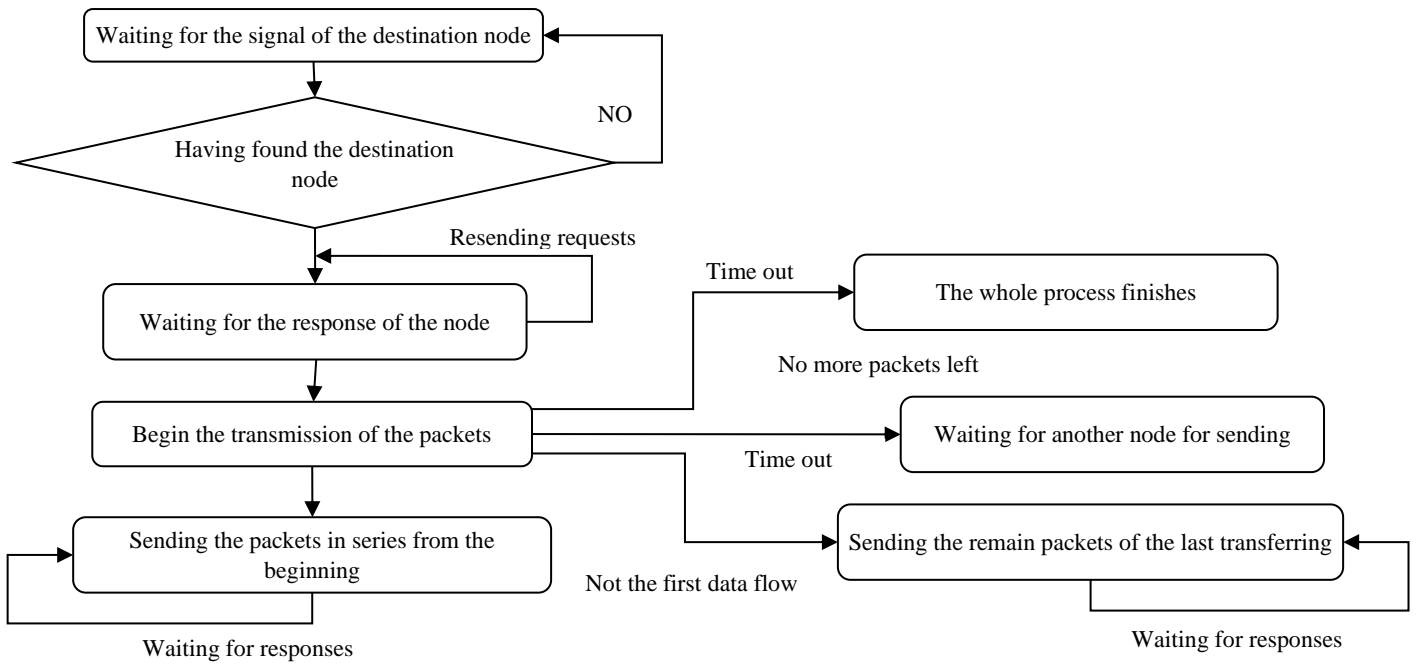 Waiting for the signal of the destination node
NO
Having found the destination
node
Resending requests
Time out
The whole process finishes
Waiting for the response of the node
No more packets left
Begin the transmission of the packets
Waiting for another node for sending
Time out
Sending the packets in series from the
beginning
Sending the remain packets of the last transferring
Not the first data flow
Waiting for responses
Waiting for responses